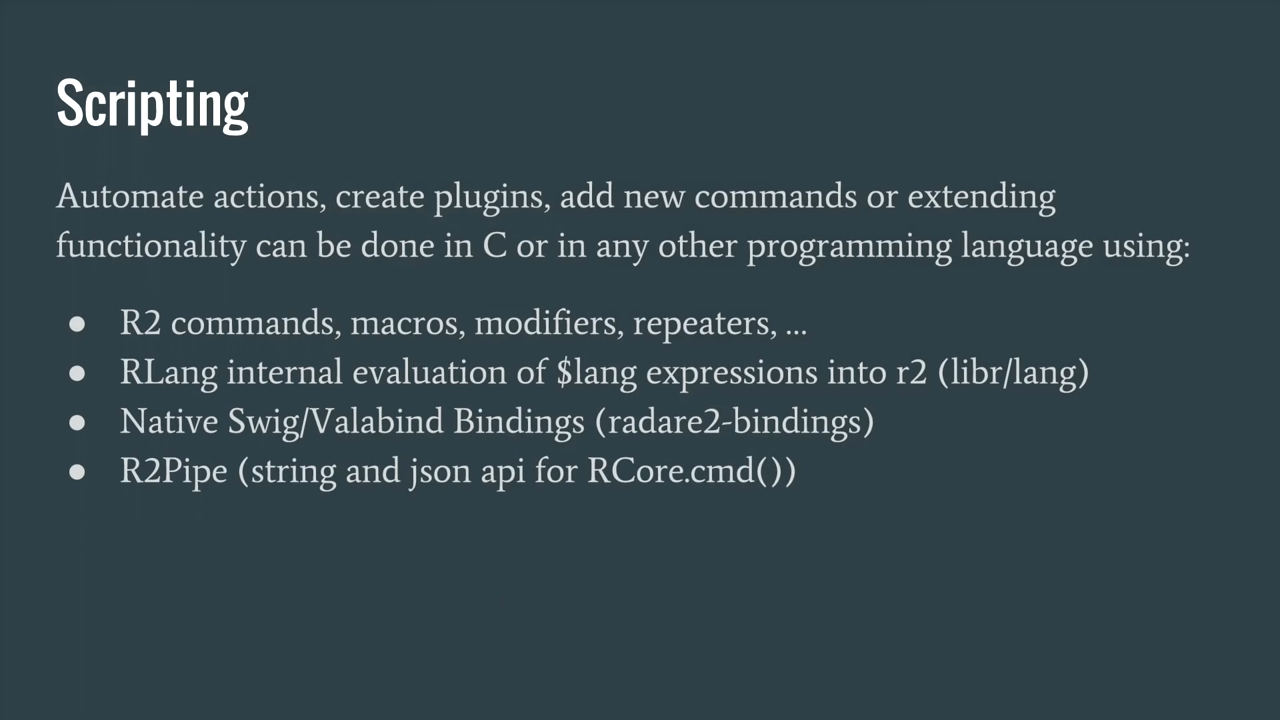 Scripting
Automate actions, create plugins, add new commands or extending
functionality can be done in C or in any other programming language using:
● R2 commands, macros, modifiers, repeaters, ...
● RLang internal evaluation of $lang expressions into r2 (libr/lang)
● Native Swig/Valabind Bindings (radare2-bindings)
● R2Pipe (string and json api for RCore.cmd())